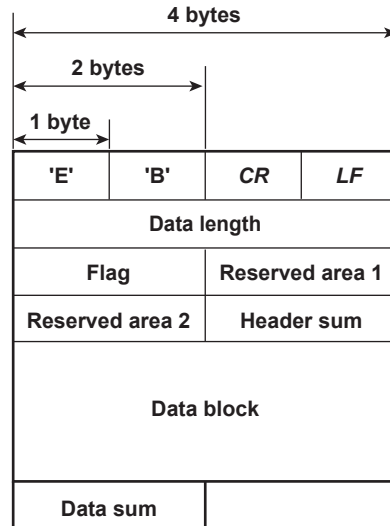 4 bytes
2 bytes
1 byte
'E' 'B' CR LF
Data length
Flag Reserved area 1
Reserved area 2 Header sum
Data block
Data sum